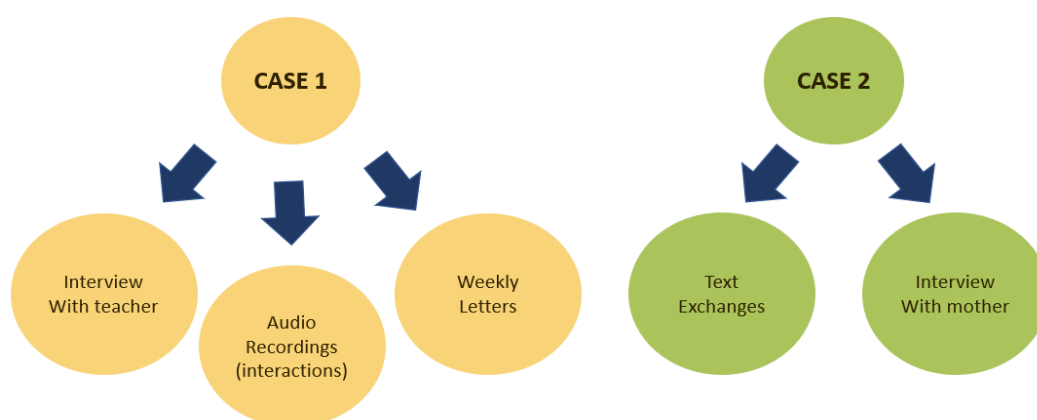 CASE 1
CASE 2
Interview
With teacher
Audio
Recordings
(interactions)
Weekly
Letters
Text
Exchanges
Interview
With mother